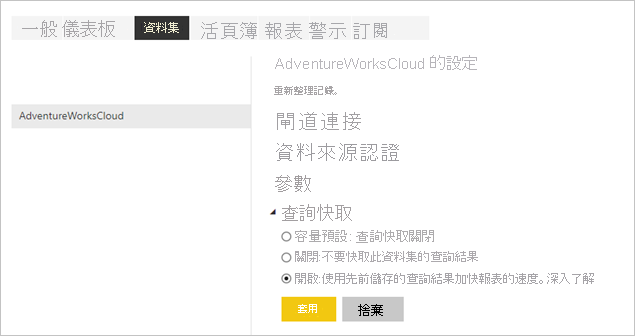 一般 儀表板 資料集 活頁簿 報表 警示 訂閱
AdventureWorksCloud 的設定
重新整理記錄。
AdventureWorksCloud
閘道連接
資料來源認證
參數
查詢快取
容量預設: 查詢快取關閉
關閉:不要快取此資料集的查詢結果
開啟:使用先前儲存的查詢結果加快報表的速度。深入了解
套用 捨棄